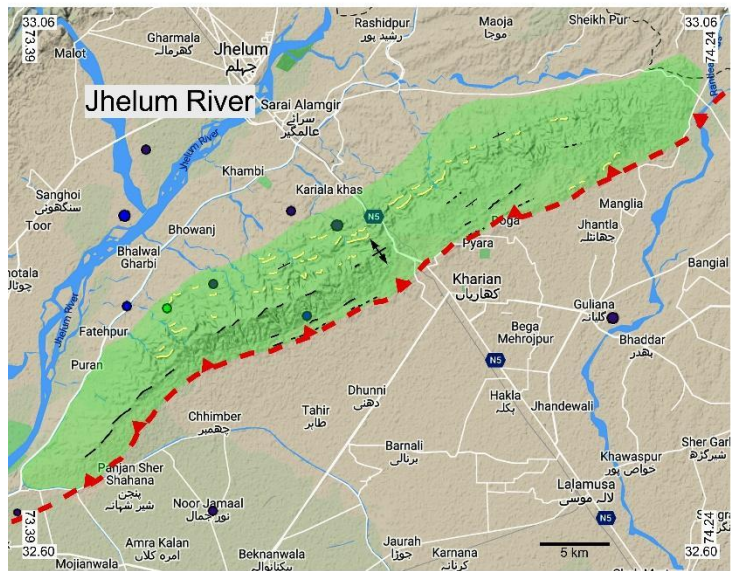 33.06
73.39
Malot
Gharmala
گھرمالہ
Jhelum
جہلم
Rashidpur
رشید پور
Maoja
موجا
Sheikh Pur
33.06
74.24
Jhelum River
Sarai Alamgir
سرائے
عالمگیر
Jhelum River
Khambi
Kariala khas
Sanghoi
سنگھوئی
Toor
Bhowanj
N5
Manglia
Boga
Jhantla
جھانٹلہ
Pyara
Bhalwal
Gharbi
Bangial
Kharian
کھاریاں
Jhelum River
Guliana
گلیانہ
Fatehpur
Bega
Mehrojpur
Bhaddar
بھدر
Puran
N5
Dhunni
دھنی
Hakla
ہکلہ
Jhandewali
Chhimber
چھمبر
Tahir
طاہر
Barnali
برنالی
Khawaspur
خواص پور
Panjan Sher
Shahana
پنجن
شیر شہانہ
Lalamusa
لالہ موسیٰ
Noor Jamaal
نور جمال
N5
73.39
32.60
Amra Kalan
امرہ کلاں
Beknanwala
بیکنانوالہ
Jaurah
جوڑا
Karnana
کرنانہ
5 km
74.24
32.60
Mojianwala